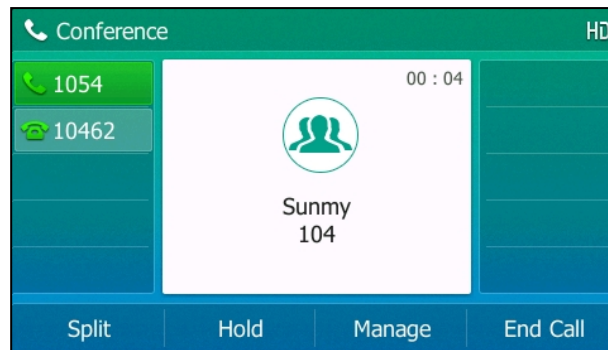 Conference
HD
1054
10462
00 : 04
Sunmy
104
Split Hold Manage End Call